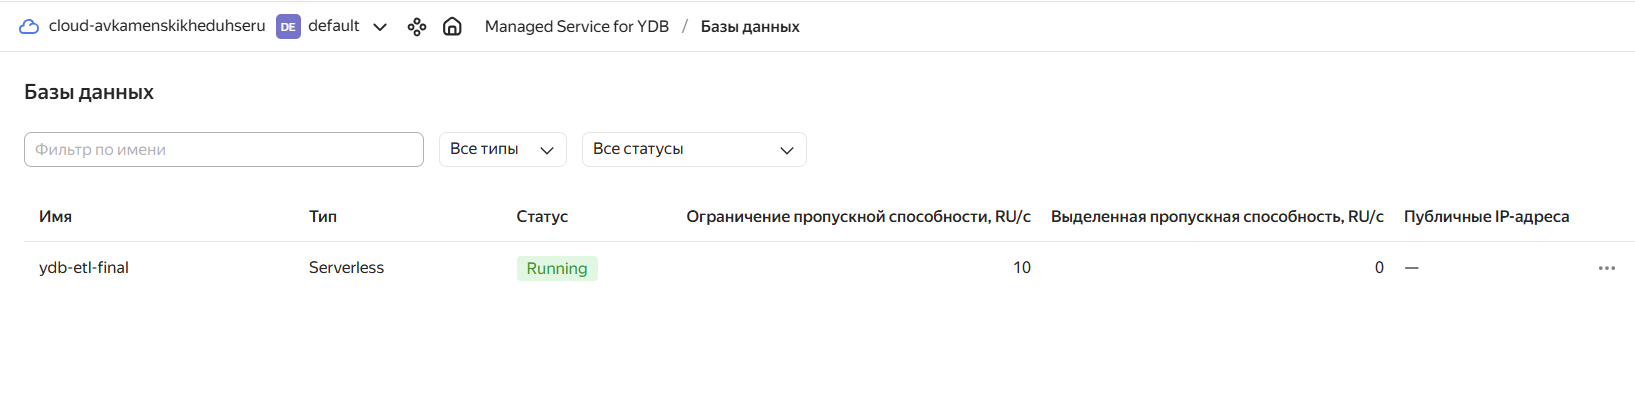 cloud-avkamenskikheduhseru DE default Managed Service for YDB / Базы данных
Базы данных
Фильтр по имени Все типы Все статусы
Имя Тип Статус Ограничение пропускной способности, RU/с Выделенная пропускная способность, RU/с Публичные IP-адреса
ydb-etl-final Serverless Running 10 0 —